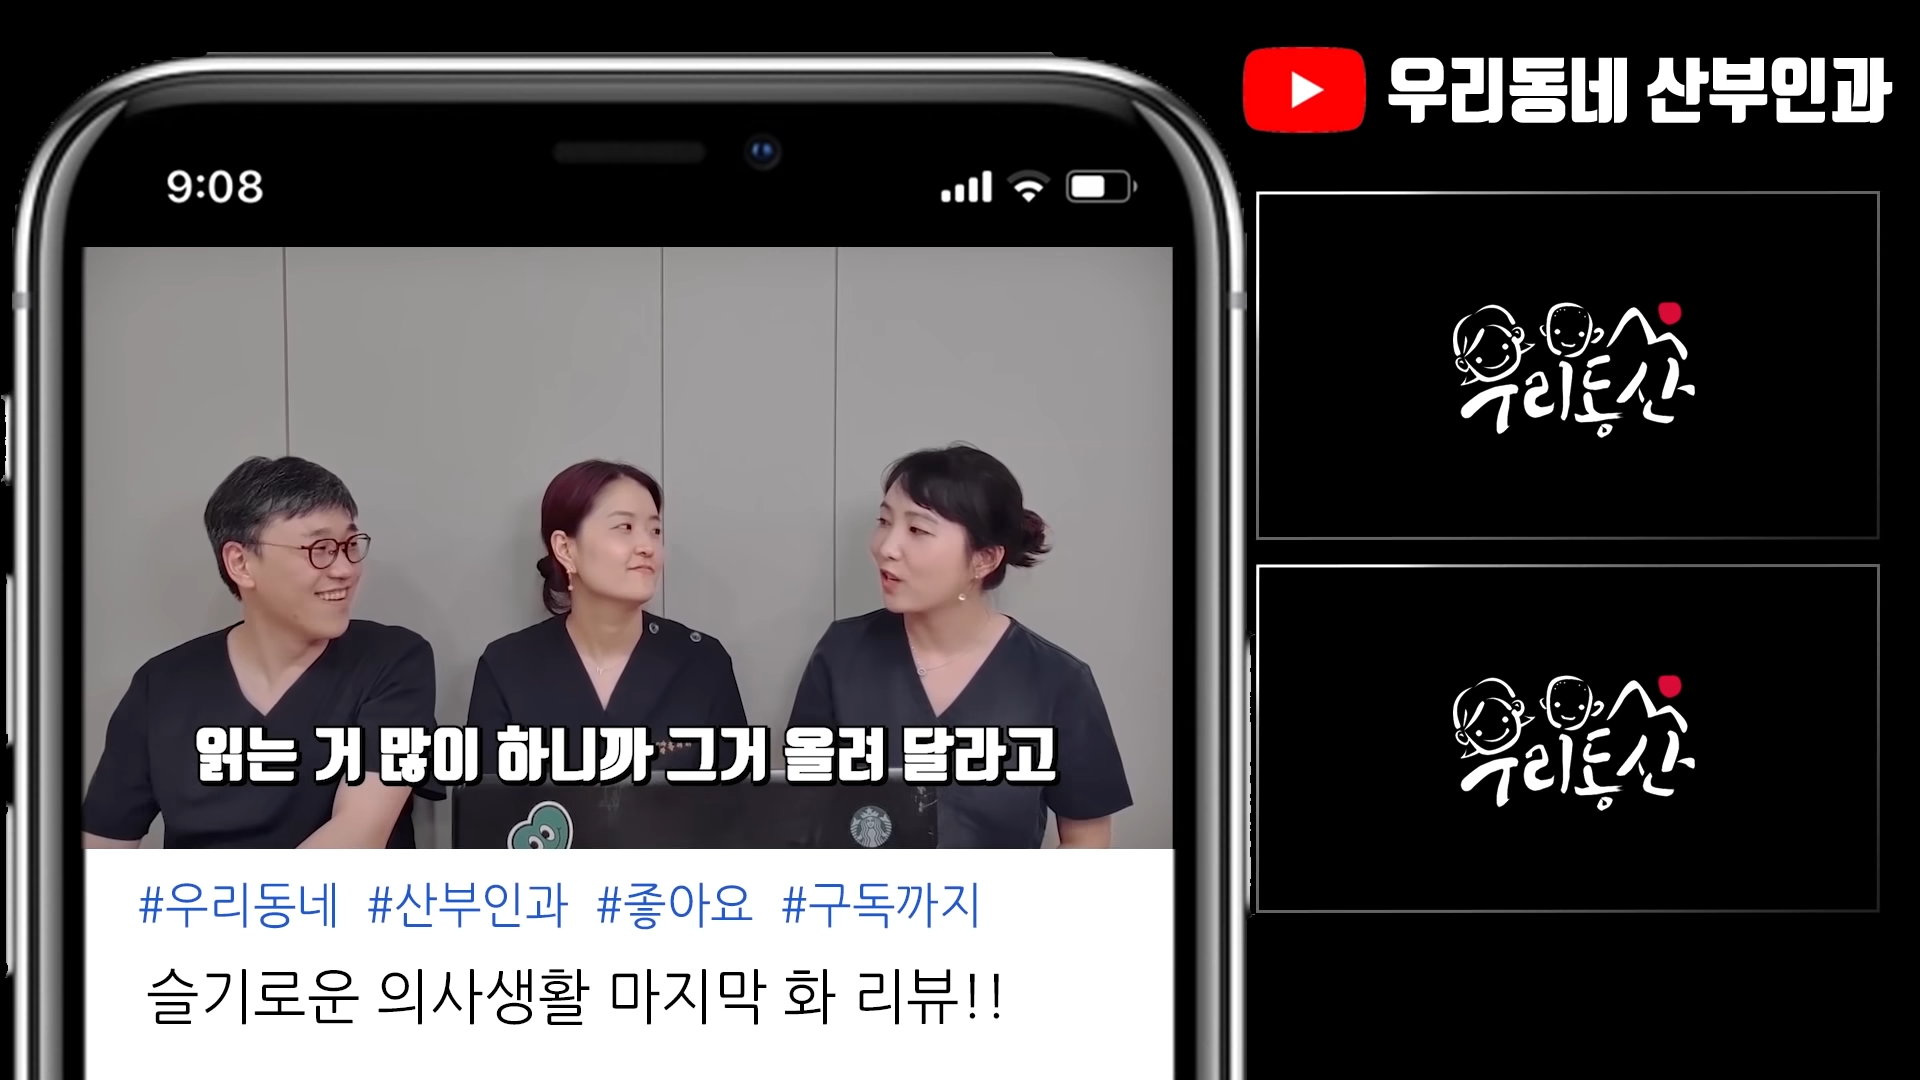 우리동네 산부인과
9:08
읽는 거 많이 하니까 그거 올려 달라고
#우리동네 #산부인과 #좋아요 #구독까지
슬기로운 의사생활 마지막 화 리뷰!!
우리동산
우리동산